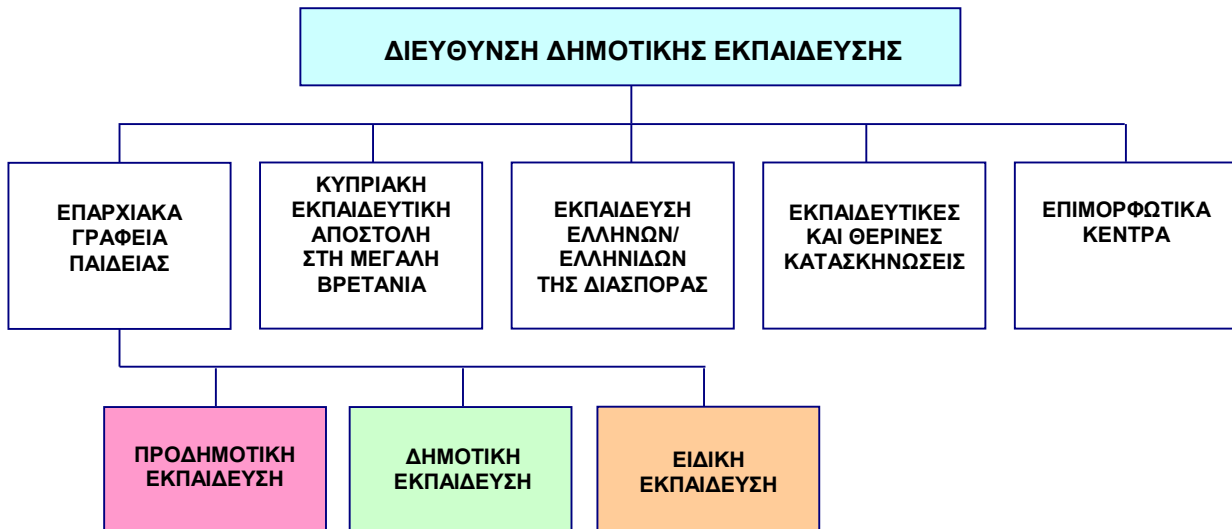 ΔΙΕΥΘΥΝΣΗ ΔΗΜΟΤΙΚΗΣ ΕΚΠΑΙΔΕΥΣΗΣ
ΕΠΑΡΧΙΑΚΑ
ΓΡΑΦΕΙΑ
ΠΑΙΔΕΙΑΣ
ΚΥΠΡΙΑΚΗ
ΕΚΠΑΙΔΕΥΤΙΚΗ
ΑΠΟΣΤΟΛΗ
ΣΤΗ ΜΕΓΑΛΗ
ΒΡΕΤΑΝΙΑ
ΕΚΠΑΙΔΕΥΣΗ
ΕΛΛΗΝΩΝ/
ΕΛΛΗΝΙΔΩΝ
ΤΗΣ ΔΙΑΣΠΟΡΑΣ
ΕΚΠΑΙΔΕΥΤΙΚΕΣ
ΚΑΙ ΘΕΡΙΝΕΣ
ΚΑΤΑΣΚΗΝΩΣΕΙΣ
ΕΠΙΜΟΡΦΩΤΙΚΑ
ΚΕΝΤΡΑ
ΠΡΟΔΗΜΟΤΙΚΗ
ΕΚΠΑΙΔΕΥΣΗ
ΔΗΜΟΤΙΚΗ
ΕΚΠΑΙΔΕΥΣΗ
ΕΙΔΙΚΗ
ΕΚΠΑΙΔΕΥΣΗ